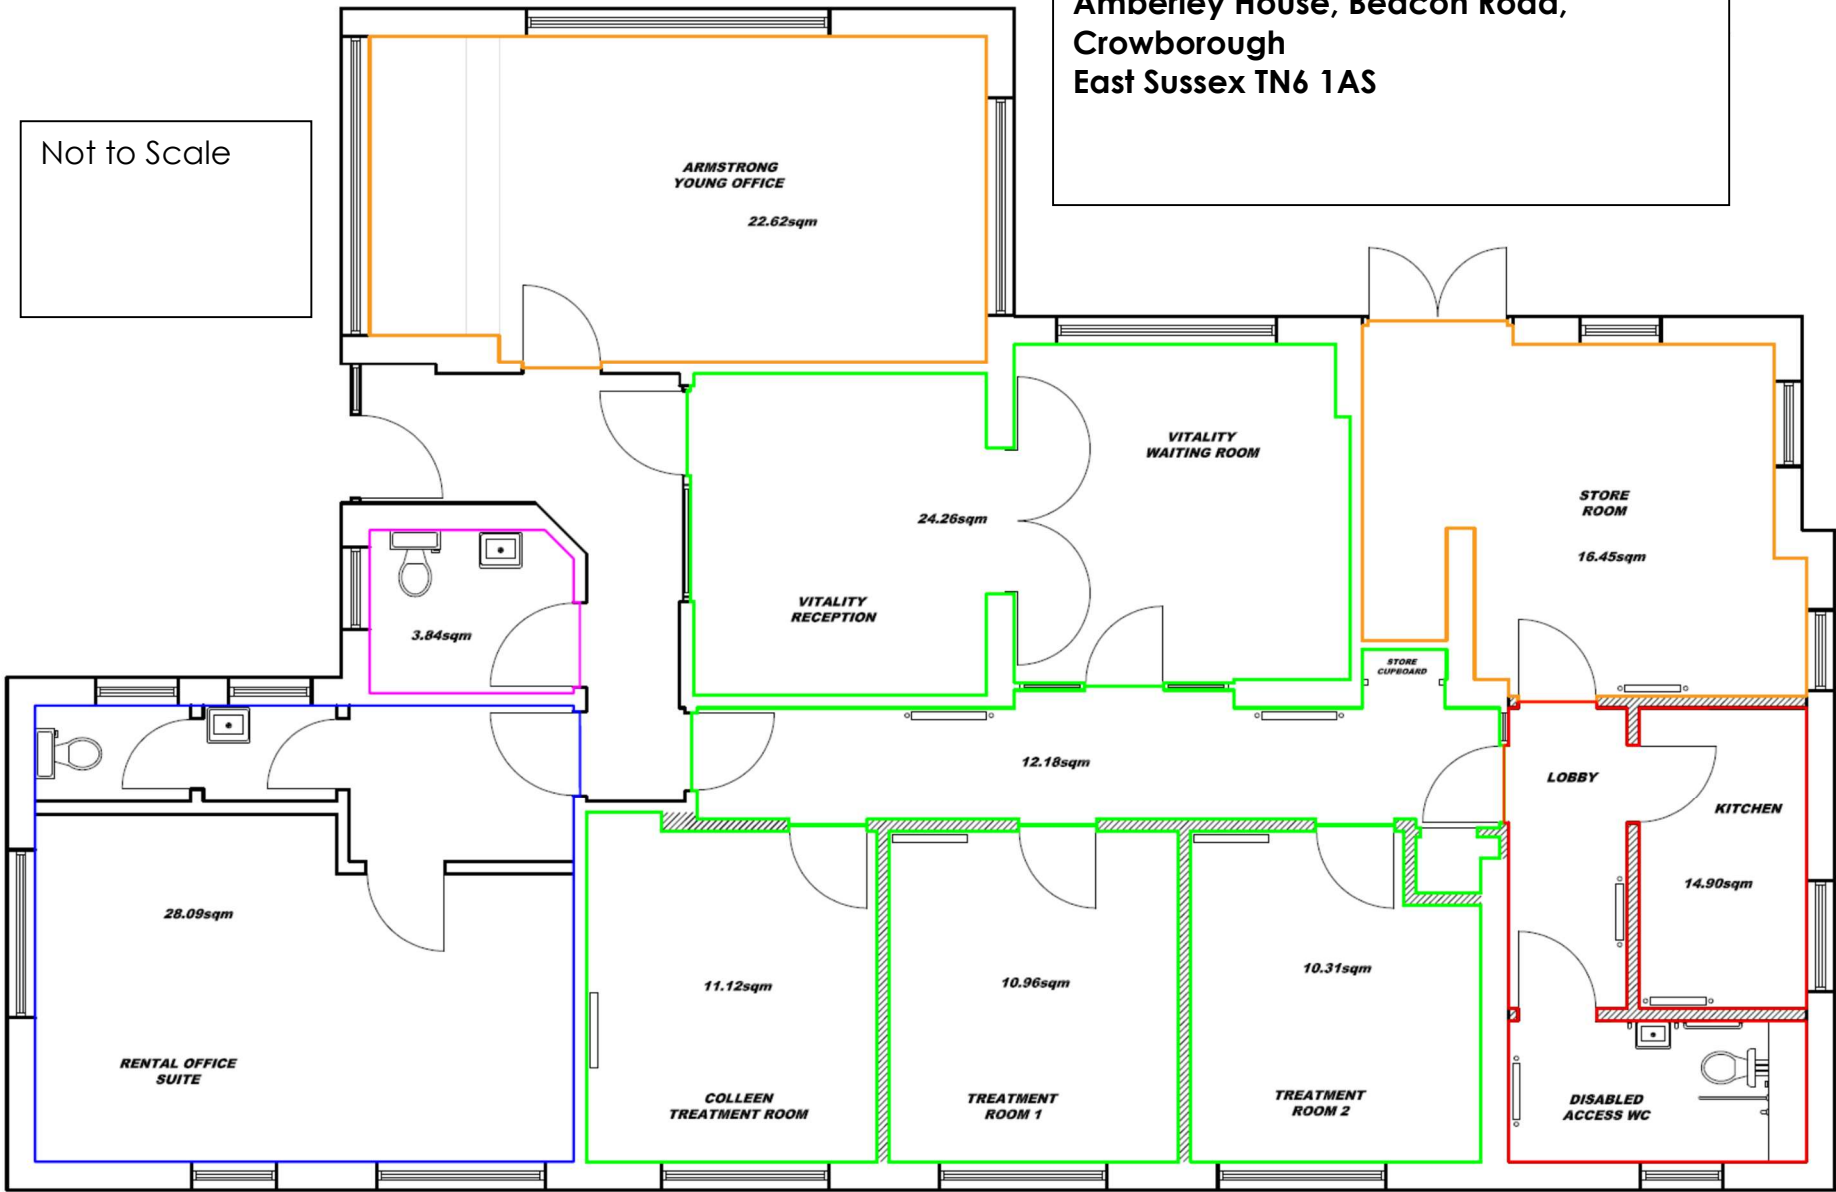 Amberley House, Beacon Road,
Crowborough
East Sussex TN6 1AS
Not to Scale
ARMSTRONG
YOUNG OFFICE
22.62sqm
VITALITY
WAITING ROOM
24.26sqm
VITALITY
RECEPTION
STORE
ROOM
16.45sqm
3.84sqm
STORE
CUPBOARD
12.18sqm
LOBBY
KITCHEN
14.90sqm
28.09sqm
RENTAL OFFICE
SUITE
11.12sqm
COLLEEN
TREATMENT ROOM
10.96sqm
TREATMENT
ROOM 1
10.31sqm
TREATMENT
ROOM 2
DISABLED
ACCESS WC